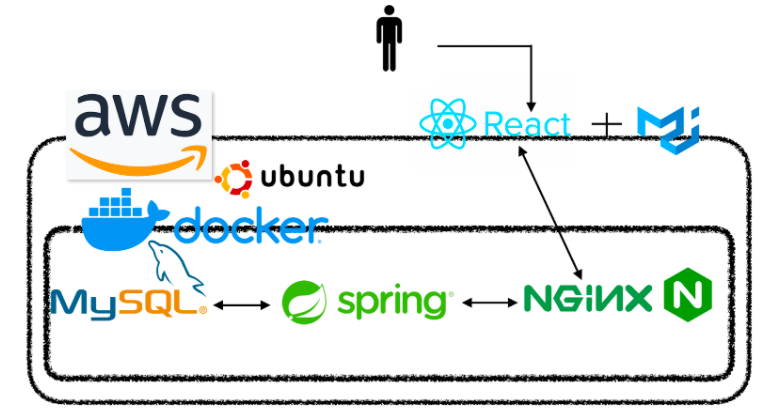 aws
React +
ubuntu
docker
MySQL®
spring®
NGiNX N